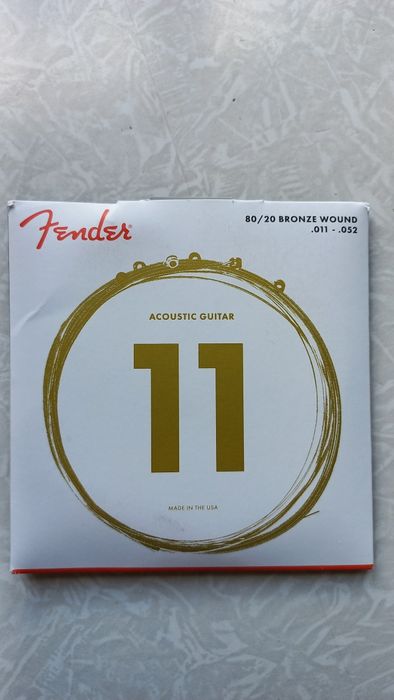 Fender
80/20 BRONZE WOUND
.011 - .052
ACOUSTIC GUITAR
11
MADE IN THE USA